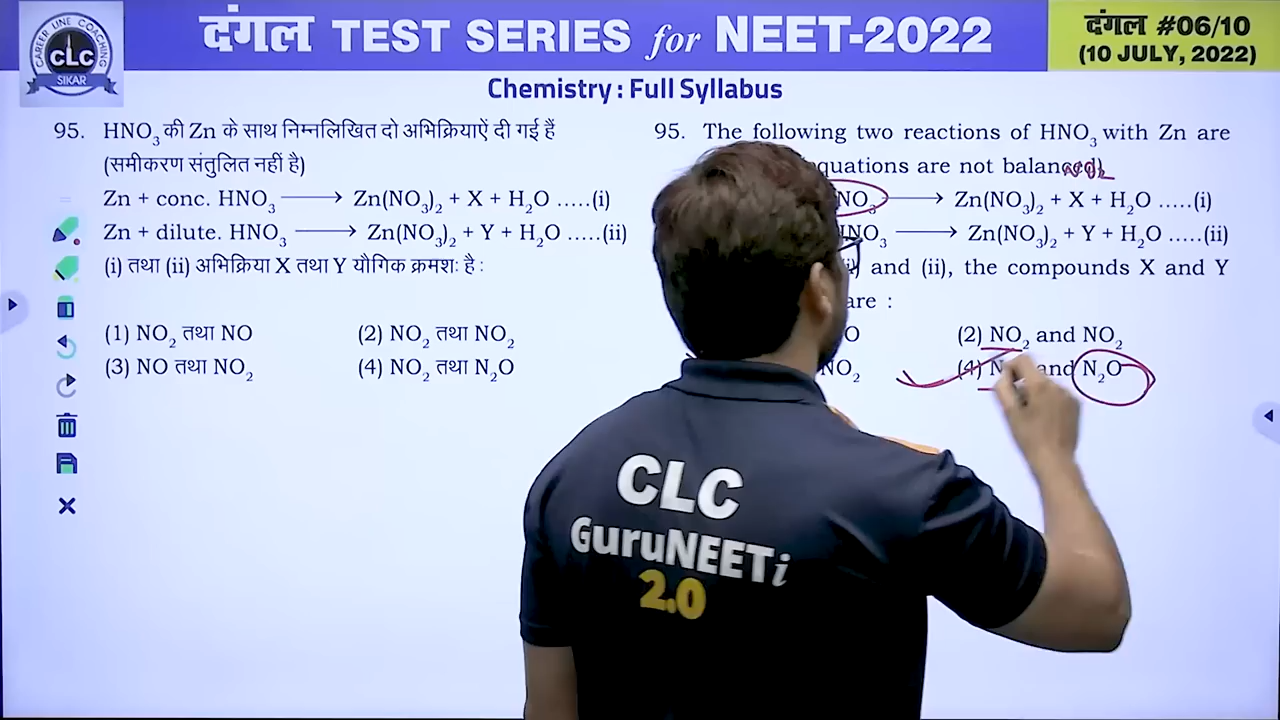 CAREER LINE COACHING
CLC
SIKAR
दंगल TEST SERIES for NEET-2022
दंगल #06/10
(10 JULY, 2022)
Chemistry : Full Syllabus
95. HNO₃ की Zn के साथ निम्नलिखित दो अभिक्रियाऐं दी गई हैं
(समीकरण संतुलित नहीं है)
Zn + conc. HNO₃ ⟶ Zn(NO₃)₂ + X + H₂O .....(i)
Zn + dilute. HNO₃ ⟶ Zn(NO₃)₂ + Y + H₂O .....(ii)
(i) तथा (ii) अभिक्रिया X तथा Y यौगिक क्रमशः है :
(1) NO₂ तथा NO (2) NO₂ तथा NO₂
(3) NO तथा NO₂ (4) NO₂ तथा N₂O
95. The following two reactions of HNO₃ with Zn are
equations are not balanced)
NO₃ ⟶ Zn(NO₃)₂ + X + H₂O .....(i)
HNO₃ ⟶ Zn(NO₃)₂ + Y + H₂O .....(ii)
and (ii), the compounds X and Y
are :
O (2) NO₂ and NO₂
NO₂ (4) N and N₂O
CLC
GuruNEETi
2.0